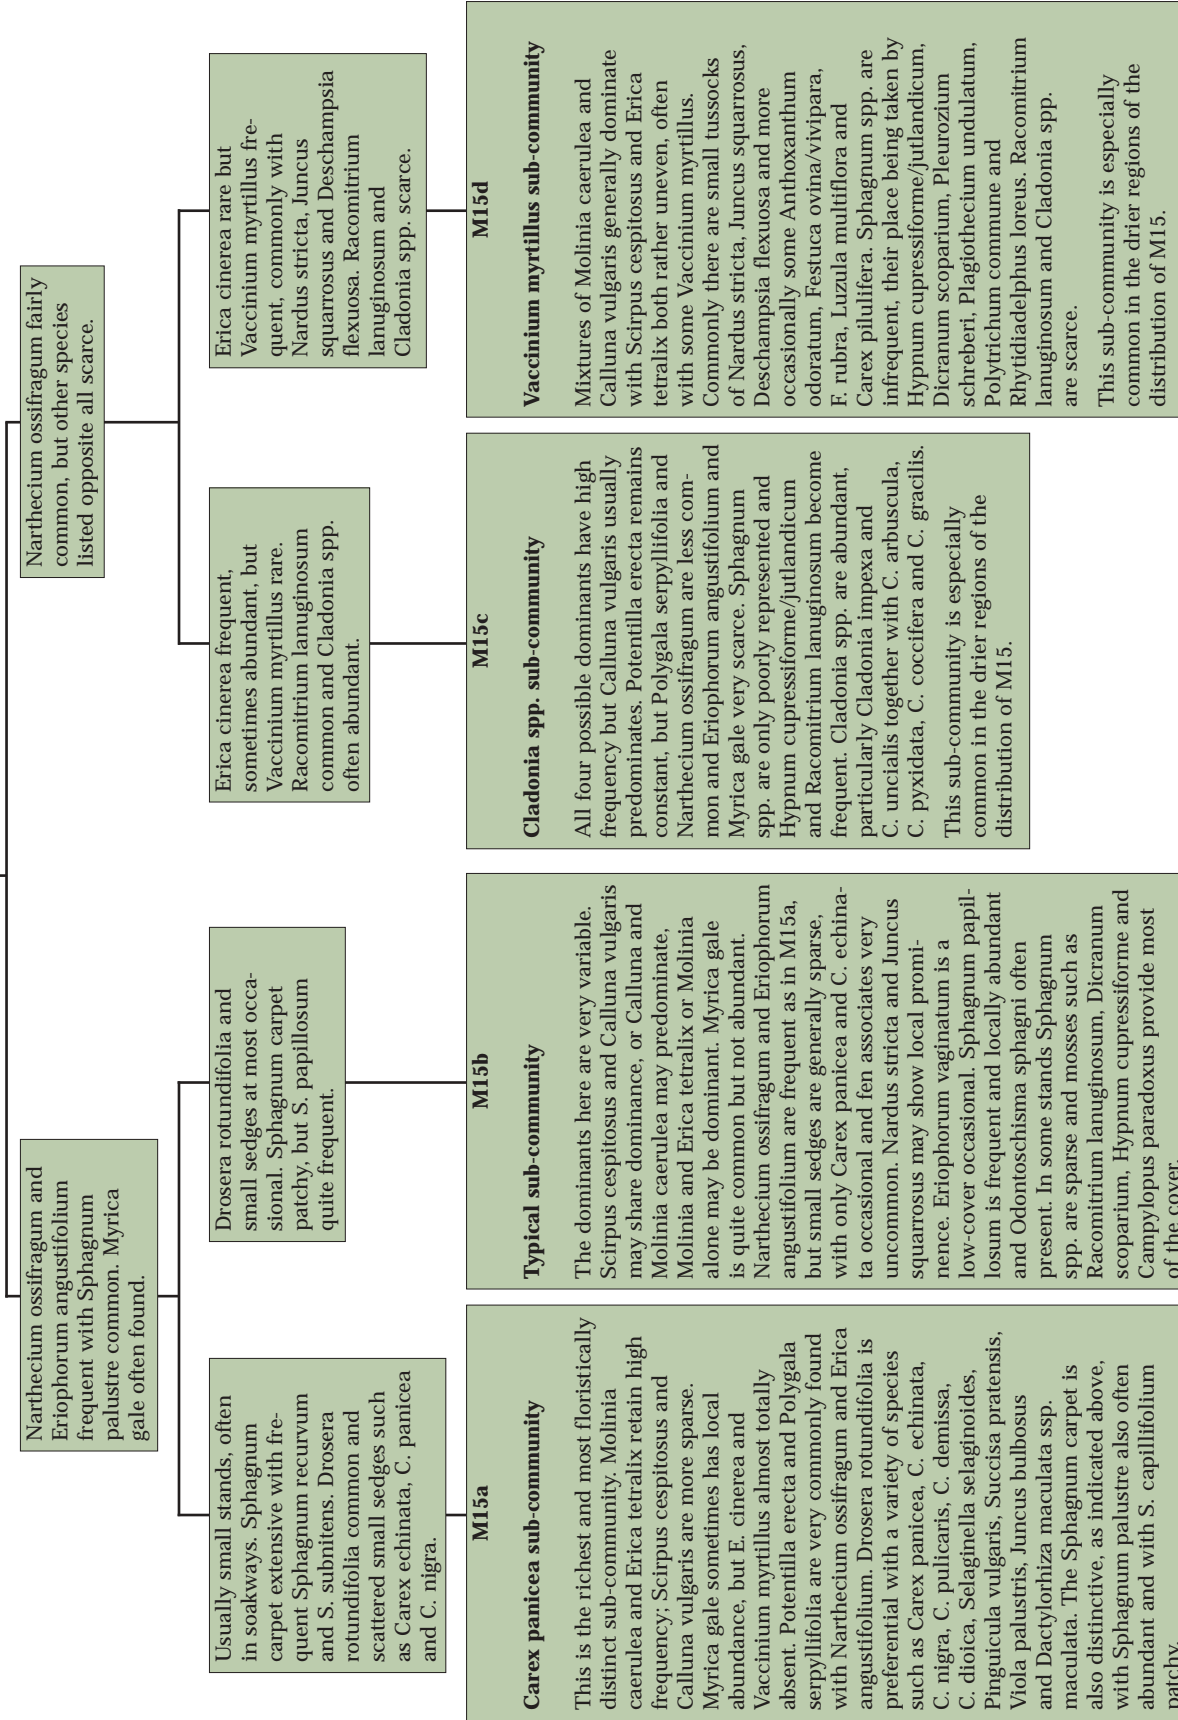 Narthecium ossifragum and
Eriophorum angustifolium
frequent with Sphagnum
palustre common. Myrica
gale often found.
Narthecium ossifragum fairly
common, but other species
listed opposite all scarce.
Usually small stands, often
in soakways. Sphagnum
carpet extensive with fre-
quent Sphagnum recurvum
and S. subnitens. Drosera
rotundifolia common and
scattered small sedges such
as Carex echinata, C. panicea
and C. nigra.
Drosera rotundifolia and
small sedges at most occa-
sional. Sphagnum carpet
patchy, but S. papillosum
quite frequent.
Erica cinerea frequent,
sometimes abundant, but
Vaccinium myrtillus rare.
Racomitrium lanuginosum
common and Cladonia spp.
often abundant.
Erica cinerea rare but
Vaccinium myrtillus fre-
quent, commonly with
Nardus stricta, Juncus
squarrosus and Deschampsia
flexuosa. Racomitrium
lanuginosum and
Cladonia spp. scarce.
M15a
Carex panicea sub-community
This is the richest and most floristically
distinct sub-community. Molinia
caerulea and Erica tetralix retain high
frequency; Scirpus cespitosus and
Calluna vulgaris are more sparse.
Myrica gale sometimes has local
abundance, but E. cinerea and
Vaccinium myrtillus almost totally
absent. Potentilla erecta and Polygala
serpyllifolia are very commonly found
with Narthecium ossifragum and Erica
angustifolium. Drosera rotundifolia is
preferential with a variety of species
such as Carex panicea, C. echinata,
C. nigra, C. pulicaris, C. demissa,
C. dioica, Selaginella selaginoides,
Pinguicula vulgaris, Succisa pratensis,
Viola palustris, Juncus bulbosus
and Dactylorhiza maculata ssp.
maculata. The Sphagnum carpet is
also distinctive, as indicated above,
with Sphagnum palustre also often
abundant and with S. capillifolium
patchy.
M15b
Typical sub-community
The dominants here are very variable.
Scirpus cespitosus and Calluna vulgaris
may share dominance, or Calluna and
Molinia caerulea may predominate,
Molinia and Erica tetralix or Molinia
alone may be dominant. Myrica gale
is quite common but not abundant.
Narthecium ossifragum and Eriophorum
angustifolium are frequent as in M15a,
but small sedges are generally sparse,
with only Carex panicea and C. echina-
ta occasional and fen associates very
uncommon. Nardus stricta and Juncus
squarrosus may show local promi-
nence. Eriophorum vaginatum is a
low-cover occasional. Sphagnum papil-
losum is frequent and locally abundant
and Odontoschisma sphagni often
present. In some stands Sphagnum
spp. are sparse and mosses such as
Racomitrium lanuginosum, Dicranum
scoparium, Hypnum cupressiforme and
Campylopus paradoxus provide most
of the cover.
M15c
Cladonia spp. sub-community
All four possible dominants have high
frequency but Calluna vulgaris usually
predominates. Potentilla erecta remains
constant, but Polygala serpyllifolia and
Narthecium ossifragum are less com-
mon and Eriophorum angustifolium and
Myrica gale very scarce. Sphagnum
spp. are only poorly represented and
Hypnum cupressiforme/jutlandicum
and Racomitrium lanuginosum become
frequent. Cladonia spp. are abundant,
particularly Cladonia impexa and
C. uncialis together with C. arbuscula,
C. pyxidata, C. coccifera and C. gracilis.
This sub-community is especially
common in the drier regions of the
distribution of M15.
M15d
Vaccinium myrtillus sub-community
Mixtures of Molinia caerulea and
Calluna vulgaris generally dominate
with Scirpus cespitosus and Erica
tetralix both rather uneven, often
with some Vaccinium myrtillus.
Commonly there are small tussocks
of Nardus stricta, Juncus squarrosus,
Deschampsia flexuosa and more
occasionally some Anthoxanthum
odoratum, Festuca ovina/vivipara,
F. rubra, Luzula multiflora and
Carex pilulifera. Sphagnum spp. are
infrequent, their place being taken by
Hypnum cupressiforme/jutlandicum,
Dicranum scoparium, Pleurozium
schreberi, Plagiothecium undulatum,
Polytrichum commune and
Rhytidiadelphus loreus. Racomitrium
lanuginosum and Cladonia spp.
are scarce.
This sub-community is especially
common in the drier regions of the
distribution of M15.